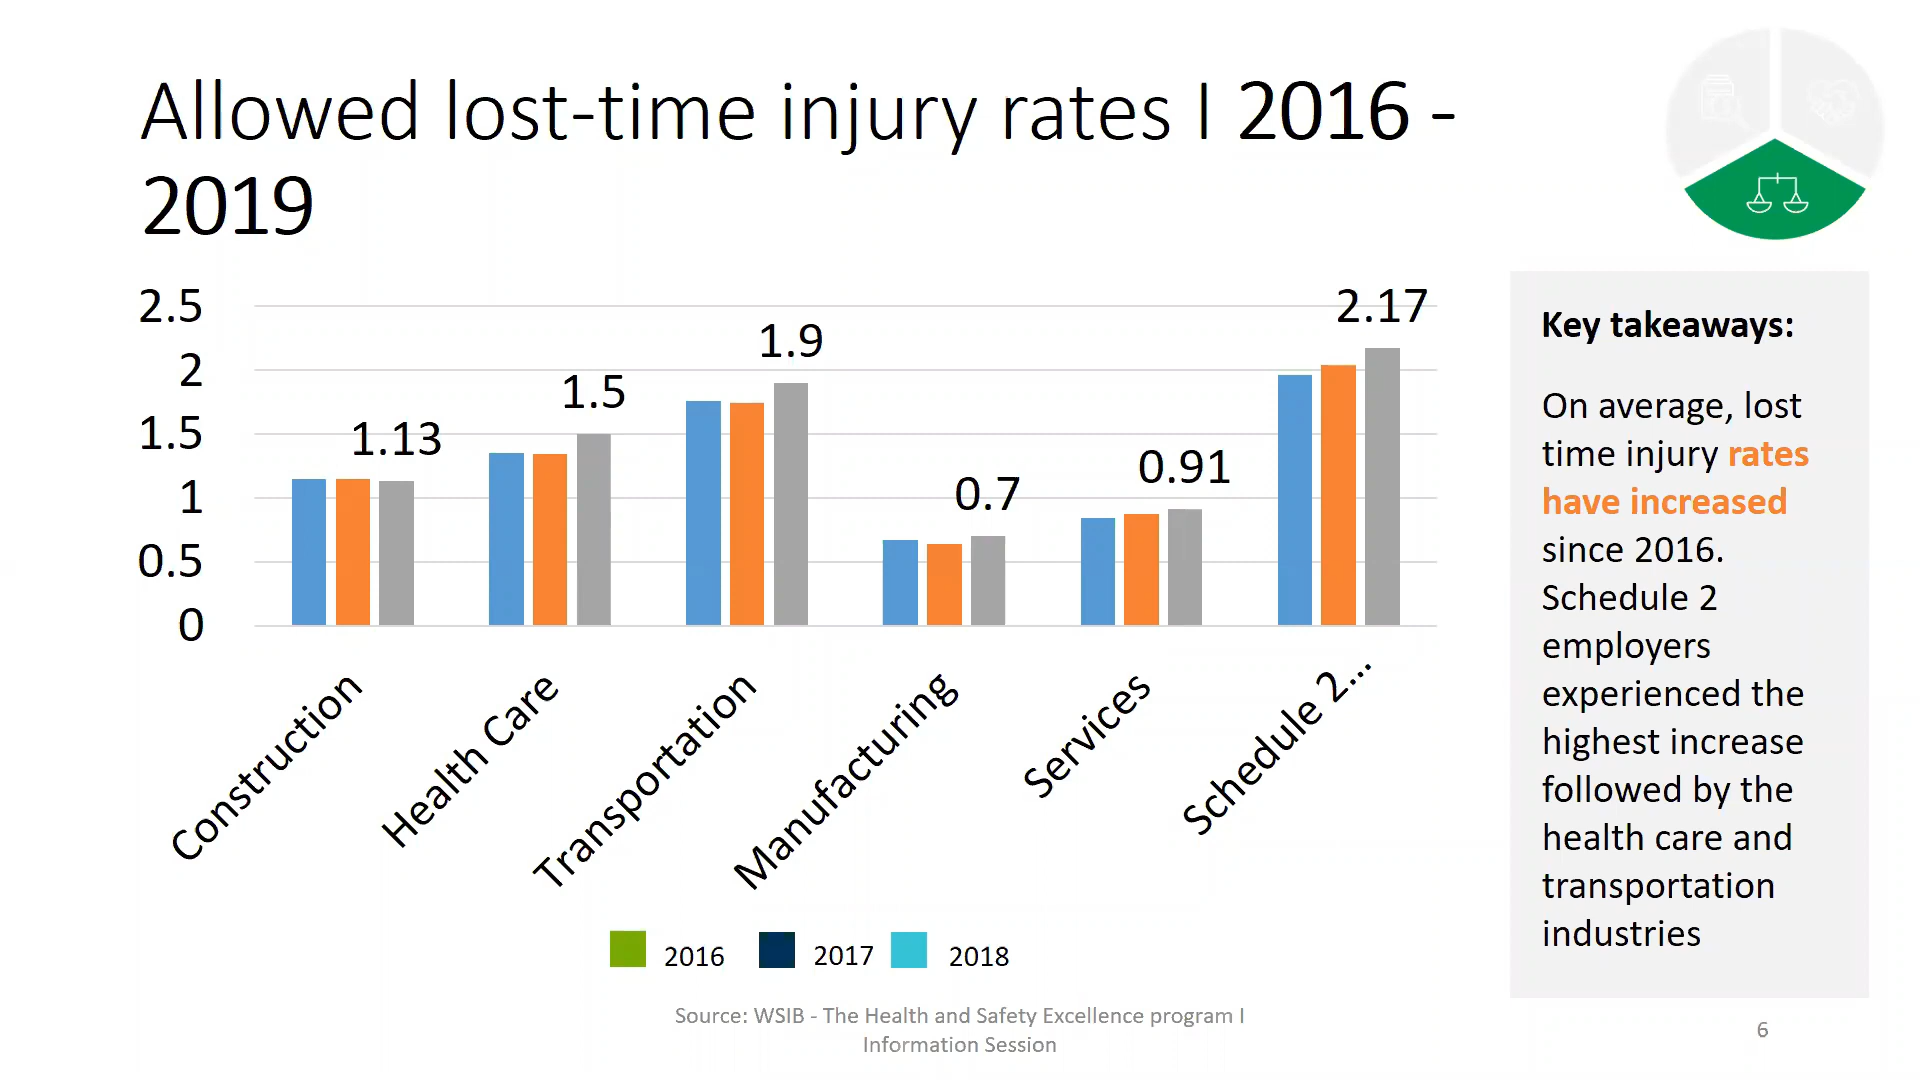 Allowed lost-time injury rates I 2016 -
2019
2.5
2
1.5
1
0.5
0
1.13
1.5
1.9
0.7
0.91
2.17
Construction
Health Care
Transportation
Manufacturing
Services
Schedule 2...
2016
2017
2018
Key takeaways:
On average, lost
time injury rates
have increased
since 2016.
Schedule 2
employers
experienced the
highest increase
followed by the
health care and
transportation
industries
Source: WSIB - The Health and Safety Excellence program I
Information Session
6